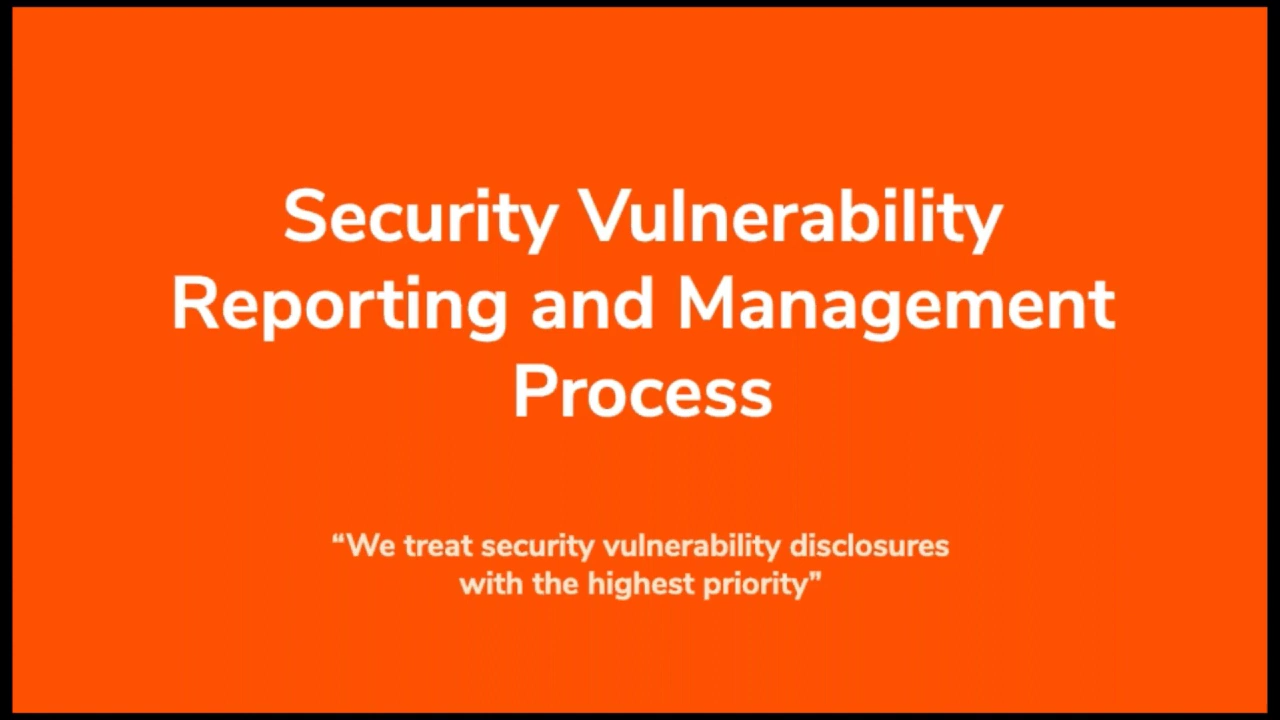 Security Vulnerability
Reporting and Management
Process
“We treat security vulnerability disclosures
with the highest priority”